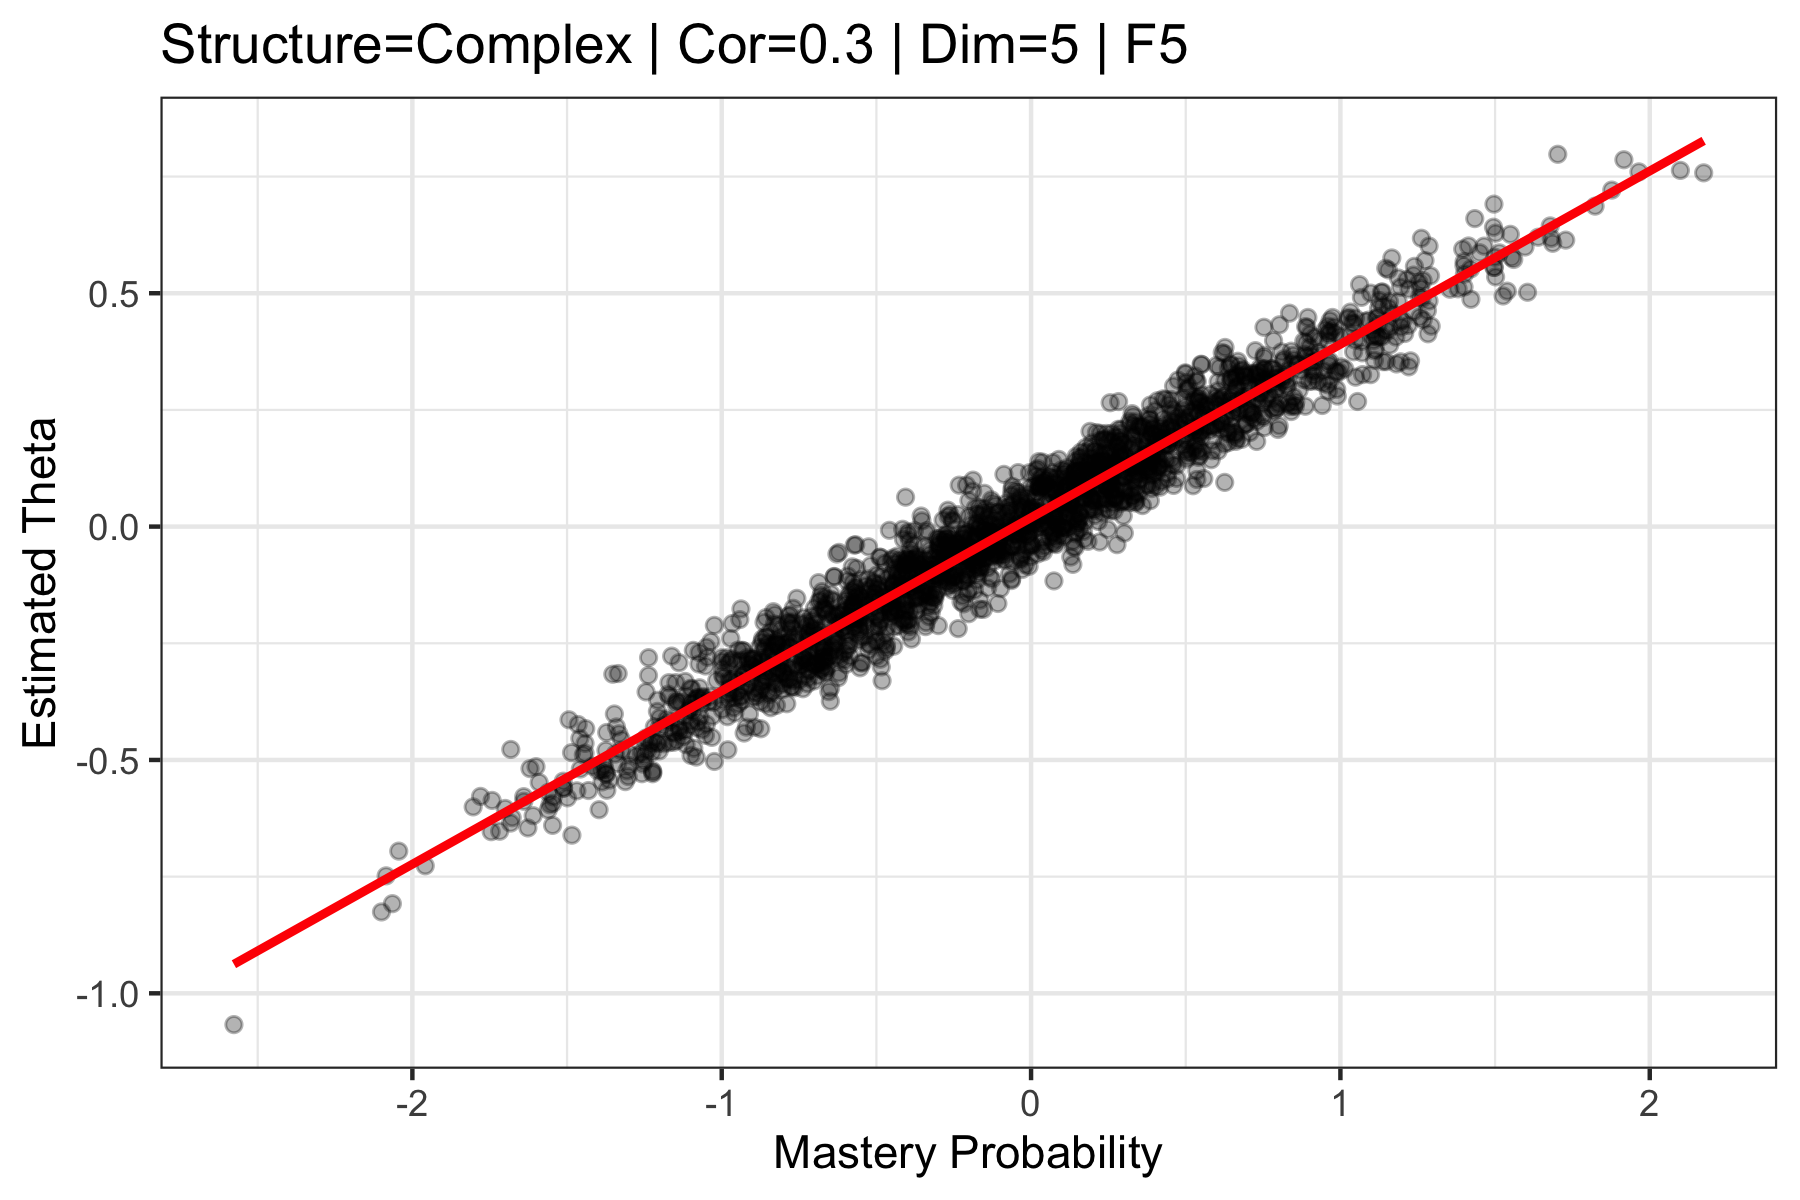 Structure=Complex | Cor=0.3 | Dim=5 | F5
Estimated Theta
0.5
0.0
-0.5
-1.0
-2 -1 0 1 2
Mastery Probability